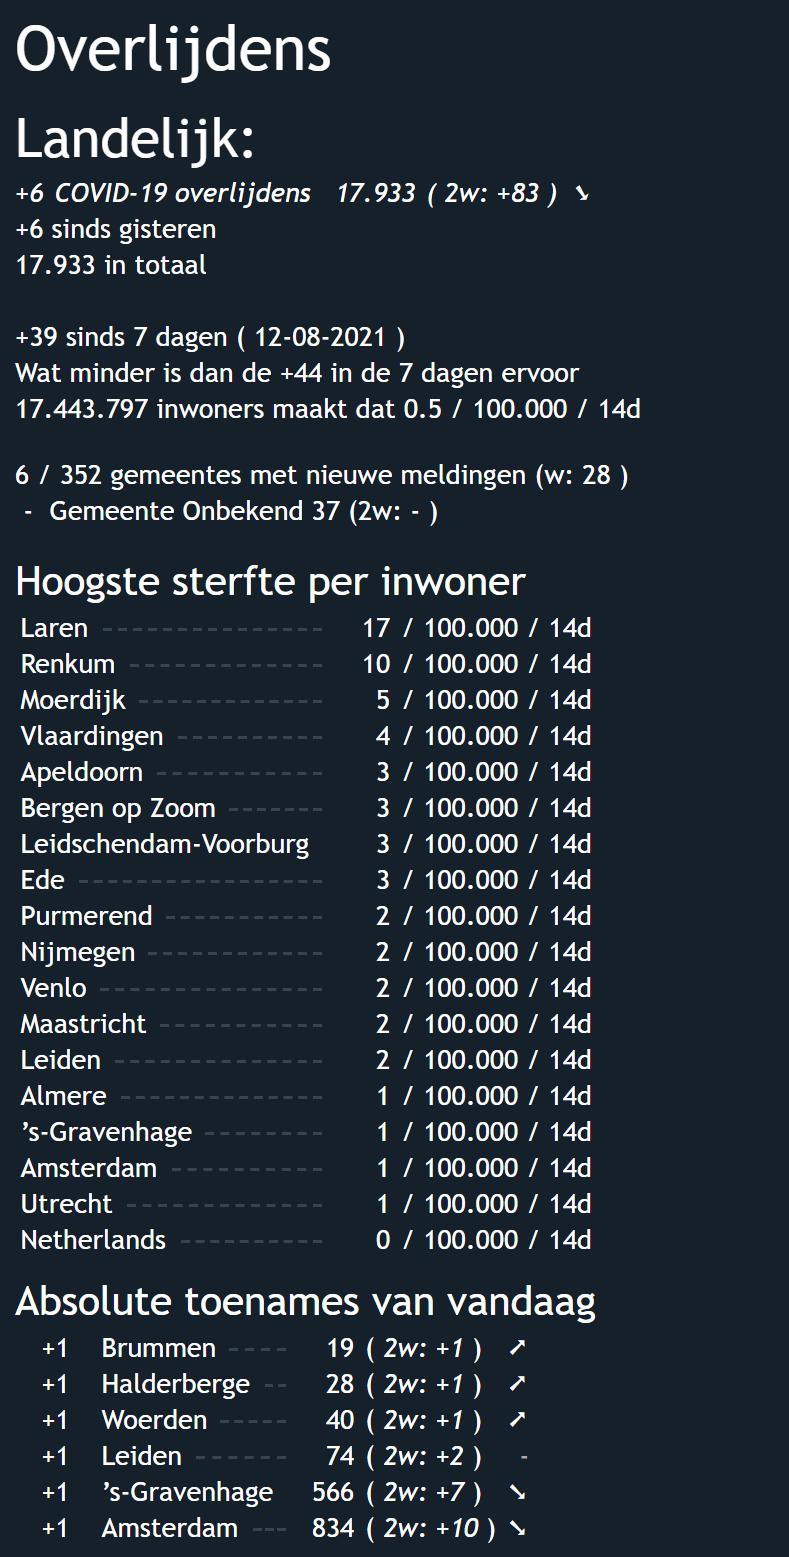 Overlijdens
Landelijk:
+6 COVID-19 overlijdens 17.933 ( 2w: +83 ) ➘
+6 sinds gisteren
17.933 in totaal
+39 sinds 7 dagen ( 12-08-2021 )
Wat minder is dan de +44 in de 7 dagen ervoor
17.443.797 inwoners maakt dat 0.5 / 100.000 / 14d
6 / 352 gemeentes met nieuwe meldingen (w: 28 )
- Gemeente Onbekend 37 (2w: - )
Hoogste sterfte per inwoner
Laren ---------------- 17 / 100.000 / 14d
Renkum -------------- 10 / 100.000 / 14d
Moerdijk ------------- 5 / 100.000 / 14d
Vlaardingen ---------- 4 / 100.000 / 14d
Apeldoorn ------------ 3 / 100.000 / 14d
Bergen op Zoom ------- 3 / 100.000 / 14d
Leidschendam-Voorburg 3 / 100.000 / 14d
Ede ----------------- 3 / 100.000 / 14d
Purmerend ----------- 2 / 100.000 / 14d
Nijmegen ------------ 2 / 100.000 / 14d
Venlo ---------------- 2 / 100.000 / 14d
Maastricht ----------- 2 / 100.000 / 14d
Leiden --------------- 2 / 100.000 / 14d
Almere -------------- 1 / 100.000 / 14d
’s-Gravenhage -------- 1 / 100.000 / 14d
Amsterdam ---------- 1 / 100.000 / 14d
Utrecht -------------- 1 / 100.000 / 14d
Netherlands ---------- 0 / 100.000 / 14d
Absolute toenames van vandaag
+1 Brummen ---- 19 ( 2w: +1 ) ➚
+1 Halderberge -- 28 ( 2w: +1 ) ➚
+1 Woerden ----- 40 ( 2w: +1 ) ➚
+1 Leiden ------ 74 ( 2w: +2 ) -
+1 ’s-Gravenhage 566 ( 2w: +7 ) ➘
+1 Amsterdam --- 834 ( 2w: +10 ) ➘